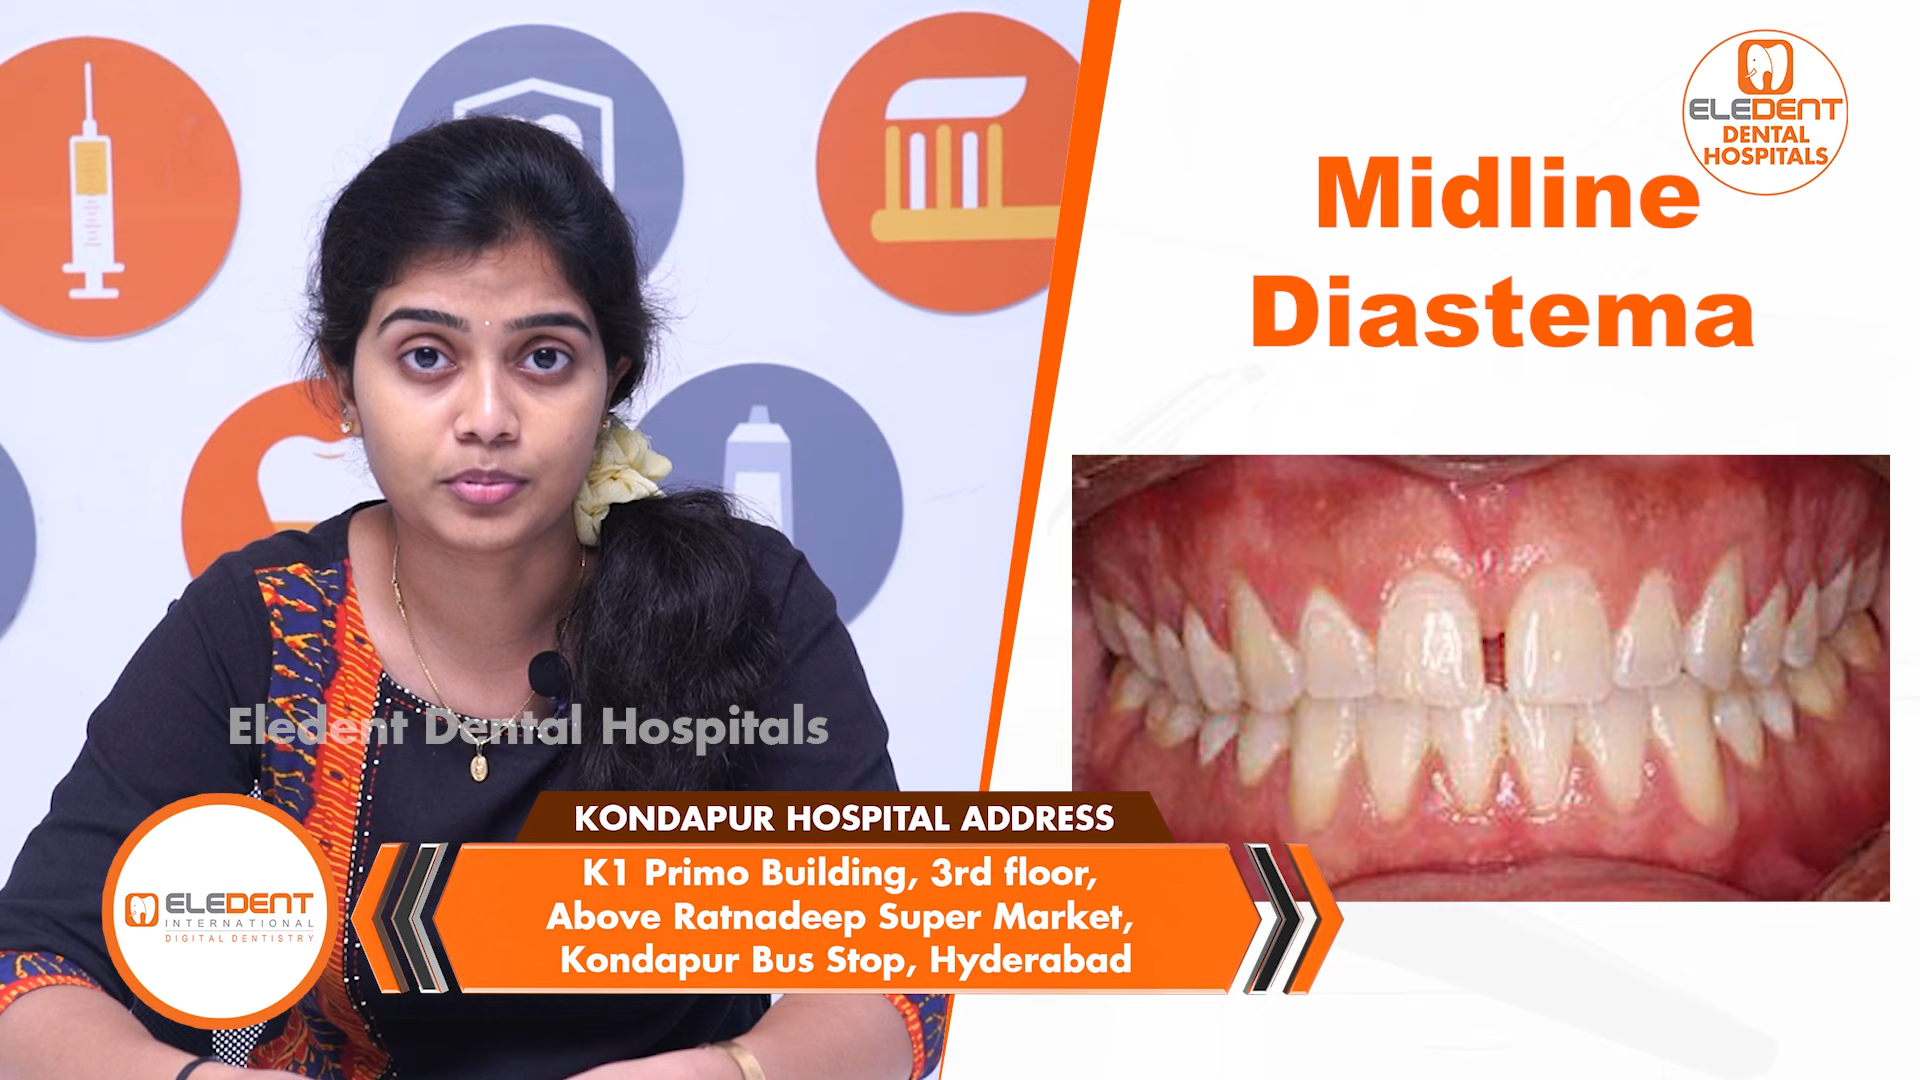 ELEDENT
DENTAL
HOSPITALS
Midline
Diastema
Eledent Dental Hospitals
KONDAPUR HOSPITAL ADDRESS
K1 Primo Building, 3rd floor,
Above Ratnadeep Super Market,
Kondapur Bus Stop, Hyderabad
ELEDENT
INTERNATIONAL
DIGITAL DENTISTRY